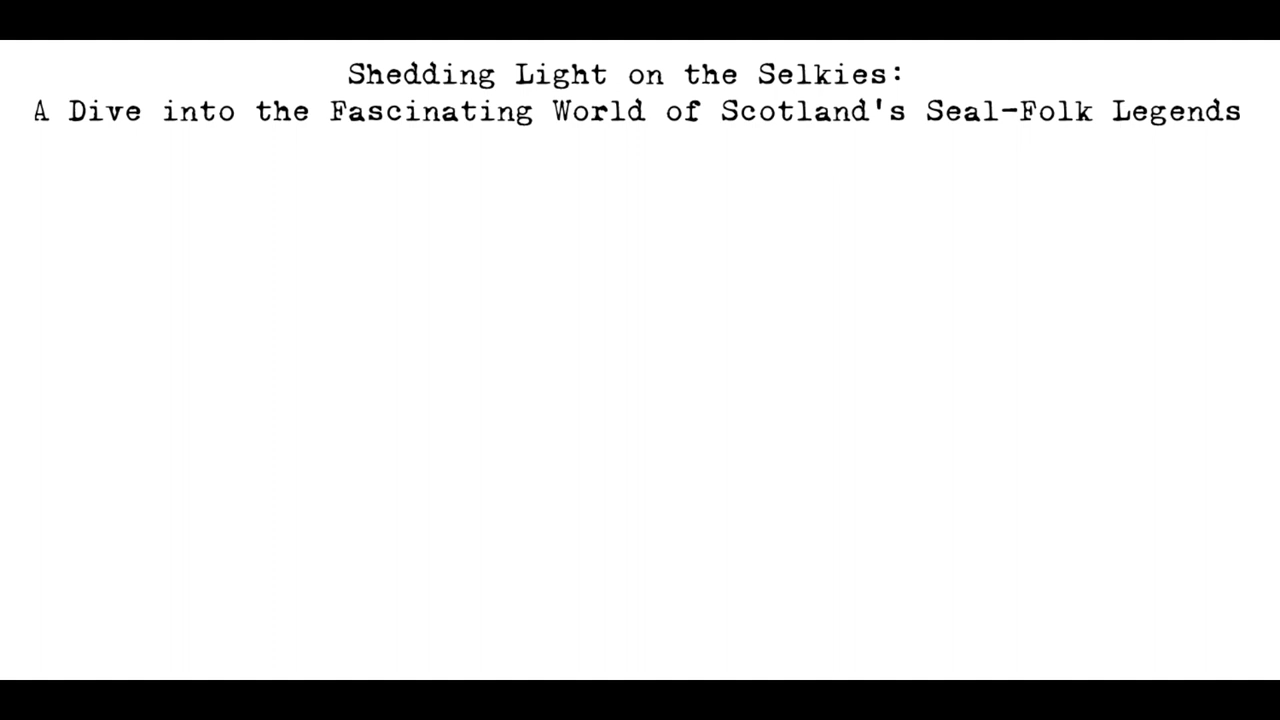 Shedding Light on the Selkies:
A Dive into the Fascinating World of Scotland's Seal-Folk Legends